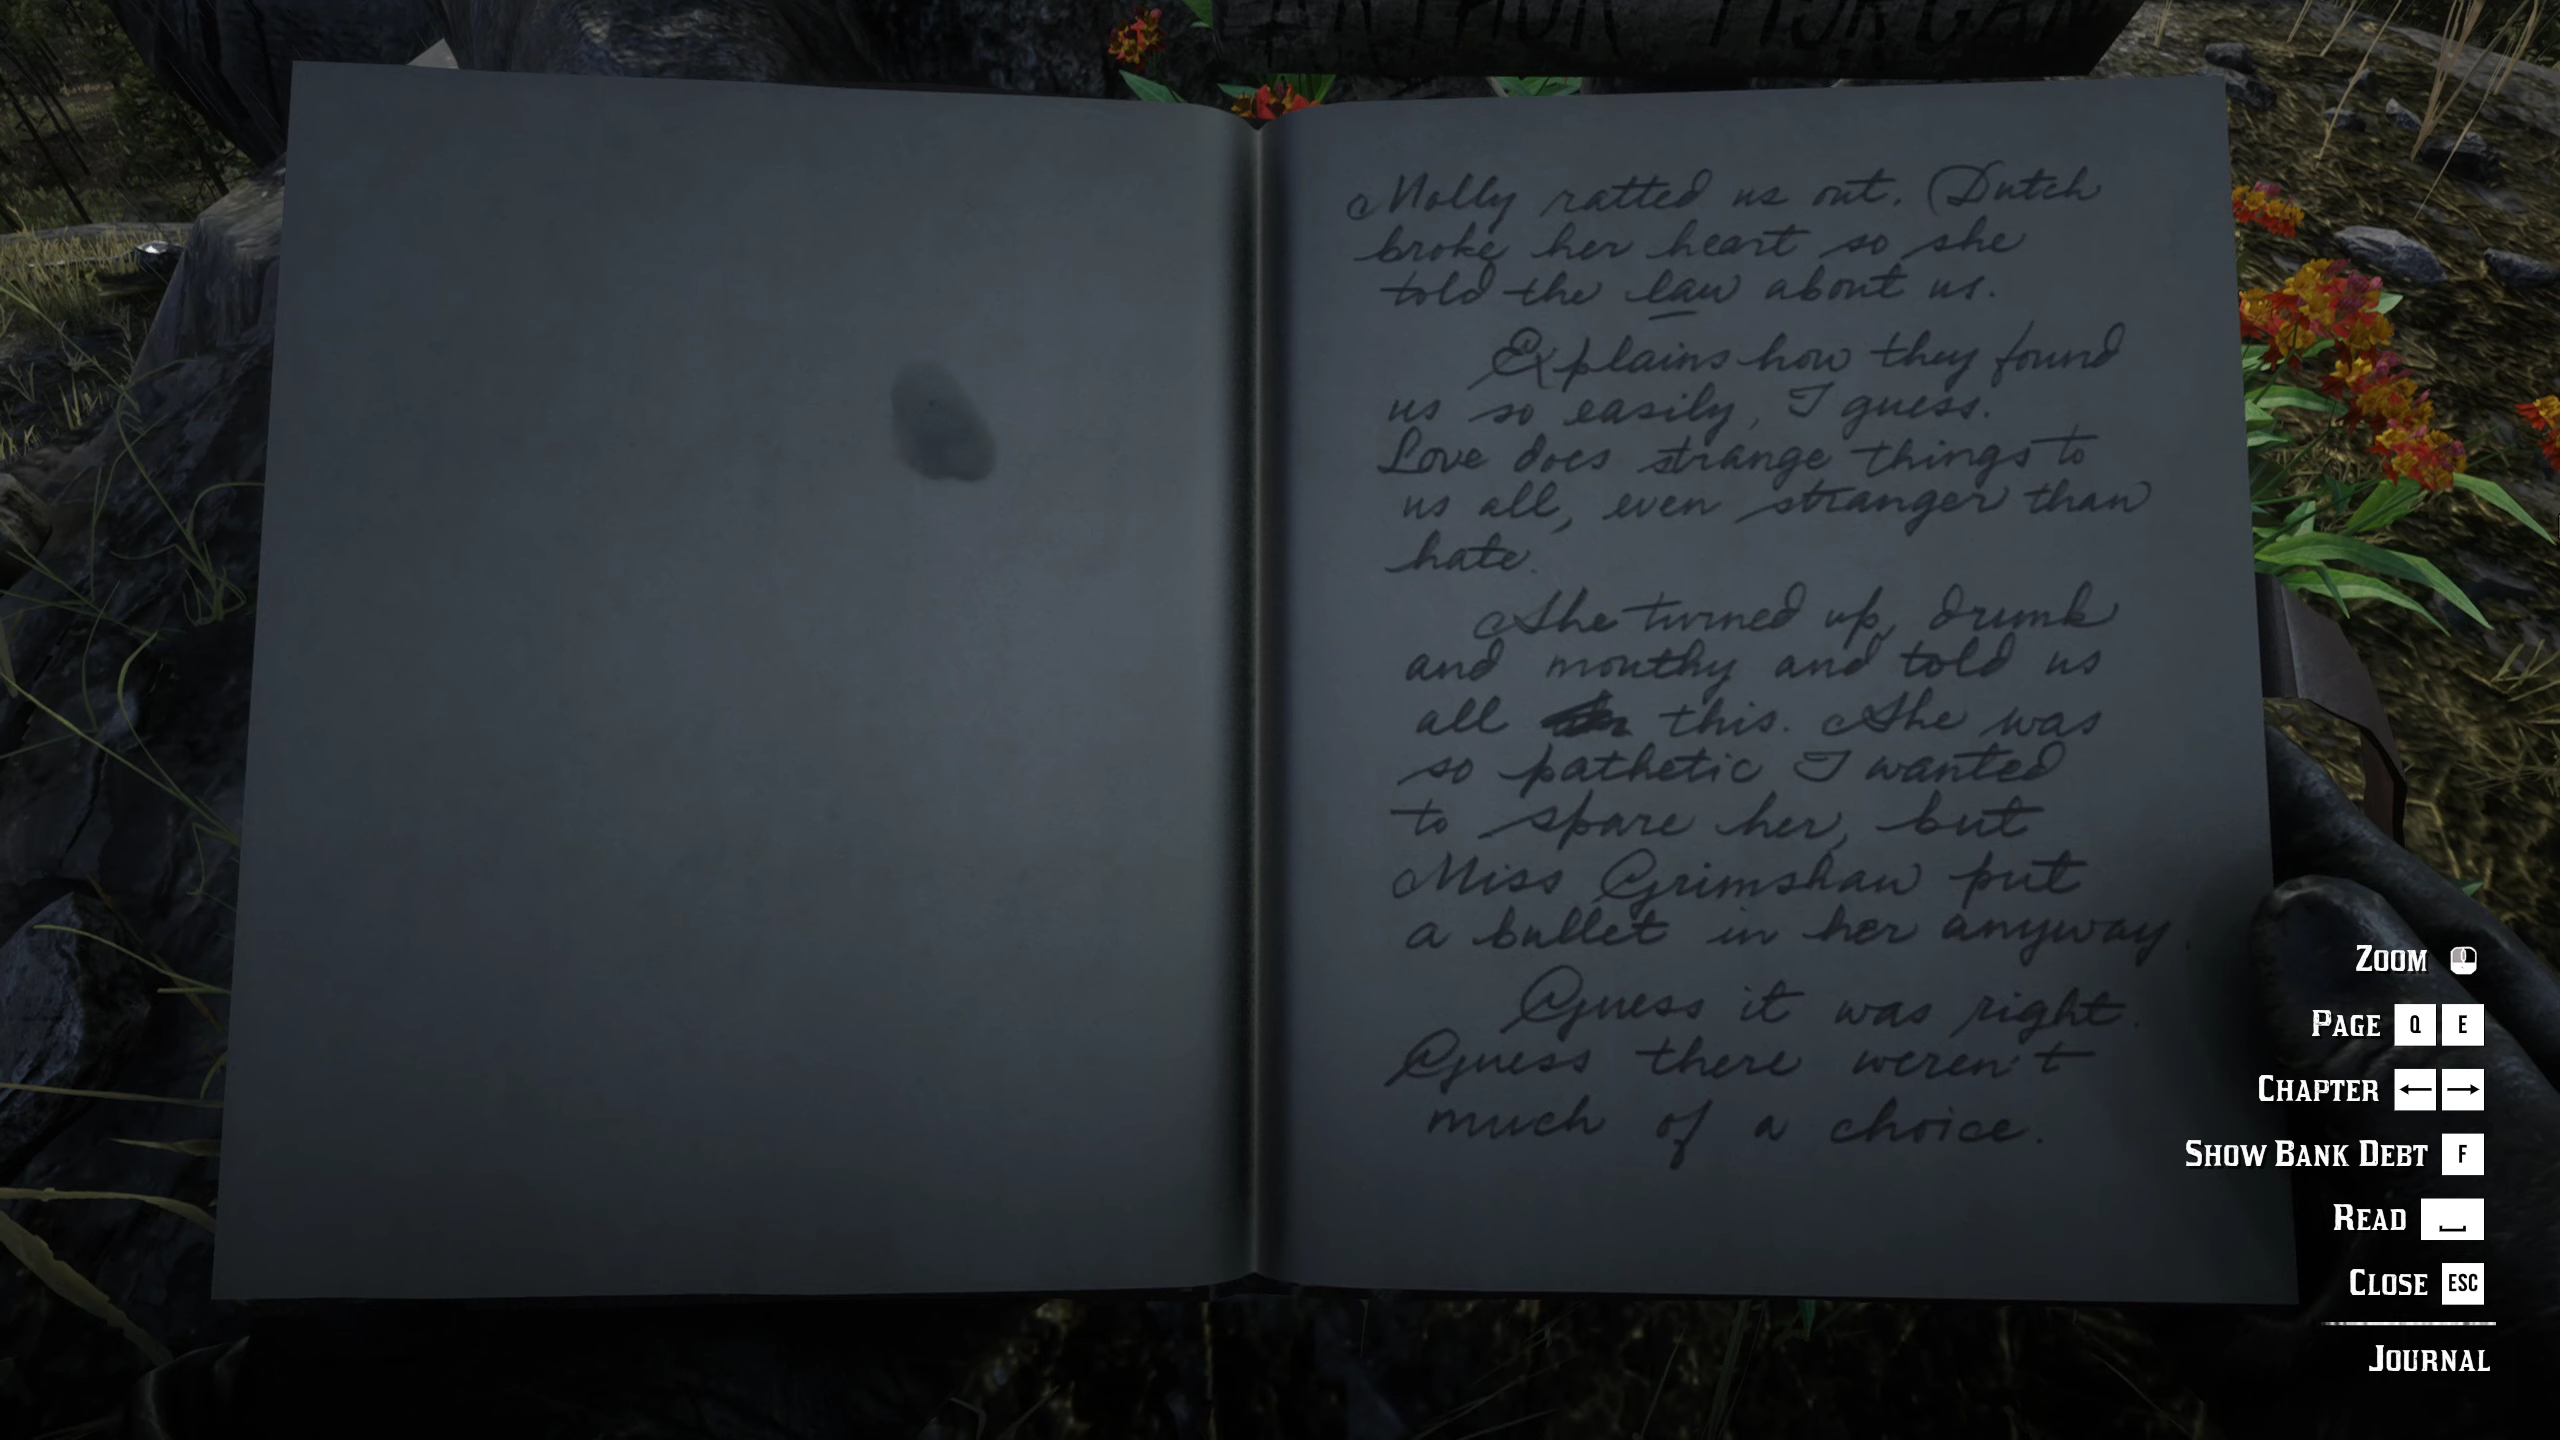 ARTHUR MORGAN
Molly ratted us out. Dutch
broke her heart so she
told the law about us.
Explains how they found
us so easily, I guess.
Love does strange things to
us all, even stranger than
hate.
She turned up, drunk
and mouthy and told us
all this. She was
so pathetic I wanted
to spare her, but
Miss Grimshaw put
a bullet in her anyway.
Guess it was right.
Guess there weren't
much of a choice.
ZOOM
PAGE Q E
CHAPTER ← →
SHOW BANK DEBT F
READ
CLOSE ESC
JOURNAL